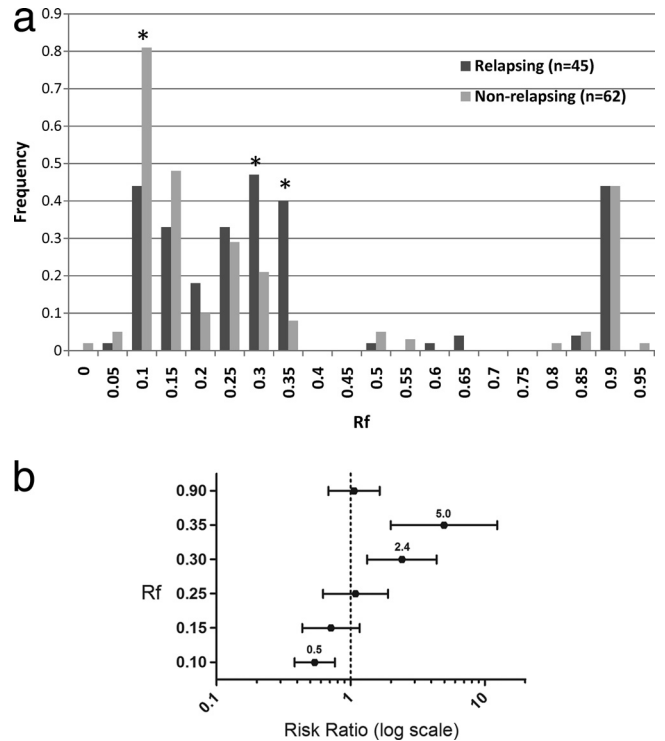 a
0.9
0.8
0.7
0.6
0.5
0.4
0.3
0.2
0.1
0
Frequency
*
*
*
Relapsing (n=45)
Non-relapsing (n=62)
0 0.05 0.1 0.15 0.2 0.25 0.3 0.35 0.4 0.45 0.5 0.55 0.6 0.65 0.7 0.75 0.8 0.85 0.9 0.95
Rf
b
0.90
0.35
0.30
0.25
0.15
0.10
Rf
5.0
2.4
0.5
0.1 1 10
Risk Ratio (log scale)